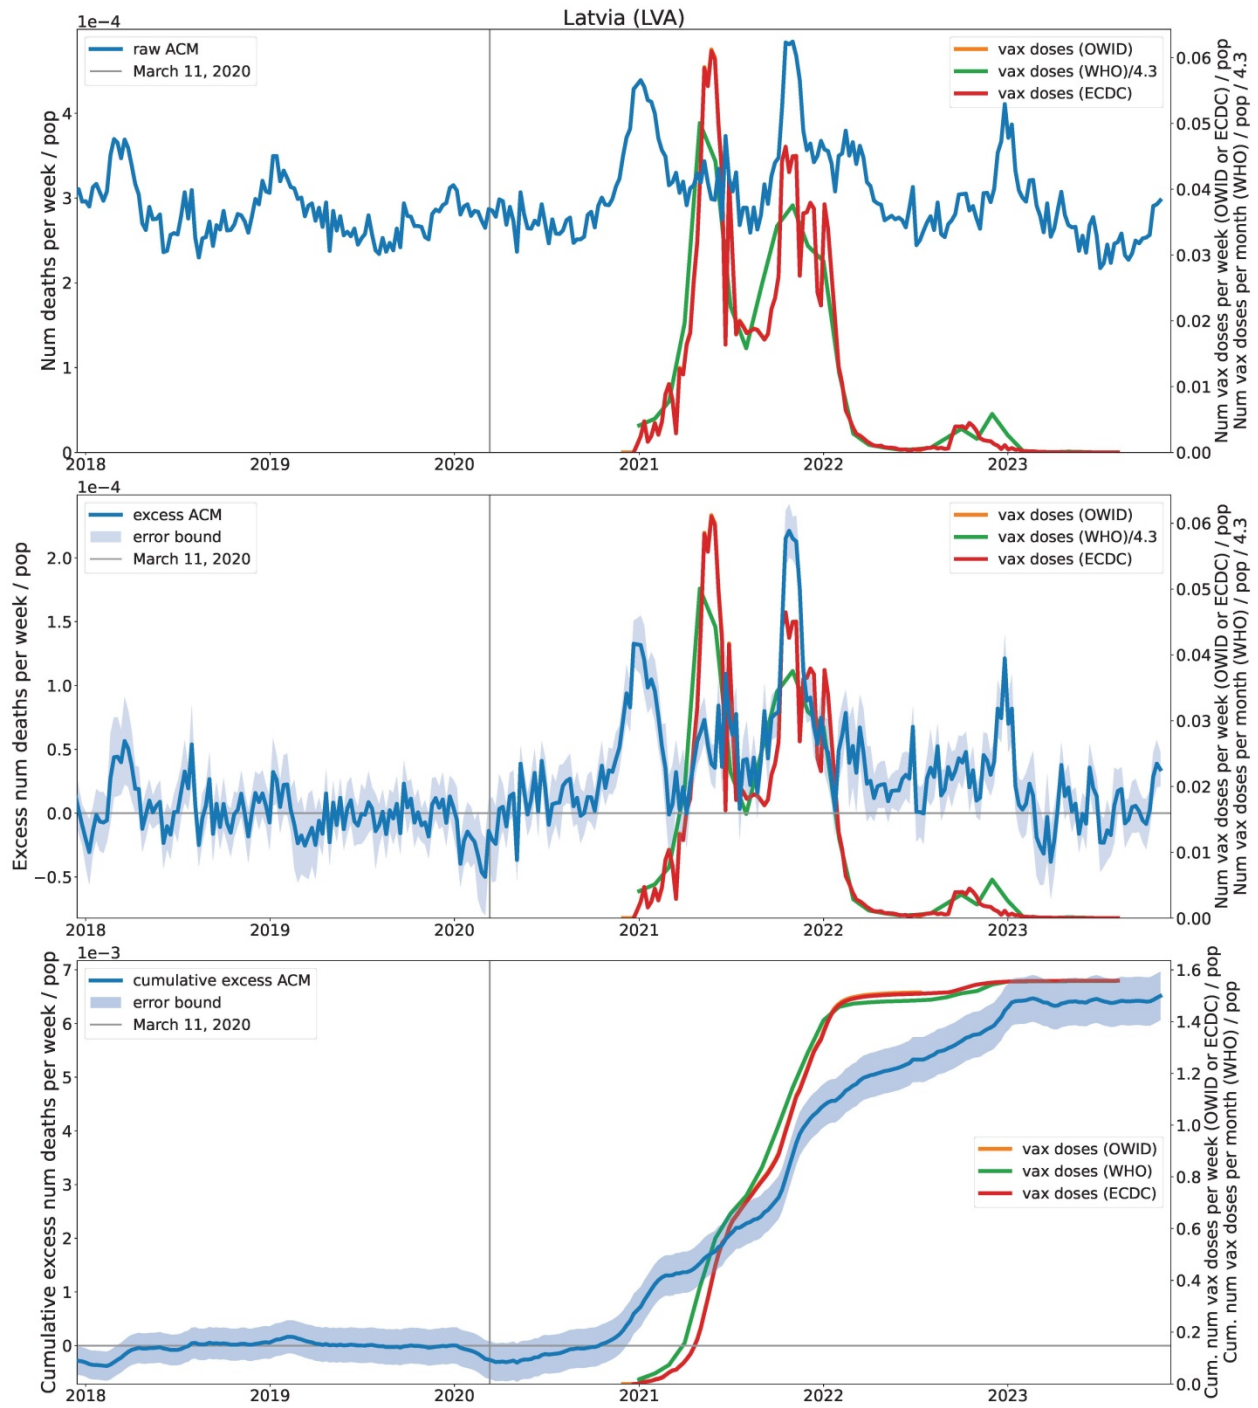 Latvia (LVA)
1e−4
raw ACM
March 11, 2020
vax doses (OWID)
vax doses (WHO)/4.3
vax doses (ECDC)
Num deaths per week / pop
4
3
2
1
0
0.06
0.05
0.04
0.03
0.02
0.01
0.00
Num vax doses per week (OWID or ECDC) / pop
Num vax doses per month (WHO) / pop / 4.3
2018 2019 2020 2021 2022 2023
1e−4
excess ACM
error bound
March 11, 2020
vax doses (OWID)
vax doses (WHO)/4.3
vax doses (ECDC)
Excess num deaths per week / pop
2.0
1.5
1.0
0.5
0.0
−0.5
0.06
0.05
0.04
0.03
0.02
0.01
0.00
Num vax doses per week (OWID or ECDC) / pop
Num vax doses per month (WHO) / pop / 4.3
2018 2019 2020 2021 2022 2023
1e−3
cumulative excess ACM
error bound
March 11, 2020
vax doses (OWID)
vax doses (WHO)
vax doses (ECDC)
Cumulative excess num deaths per week / pop
7
6
5
4
3
2
1
0
1.6
1.4
1.2
1.0
0.8
0.6
0.4
0.2
0.0
Cum. num vax doses per week (OWID or ECDC) / pop
Cum. num vax doses per month (WHO) / pop
2018 2019 2020 2021 2022 2023